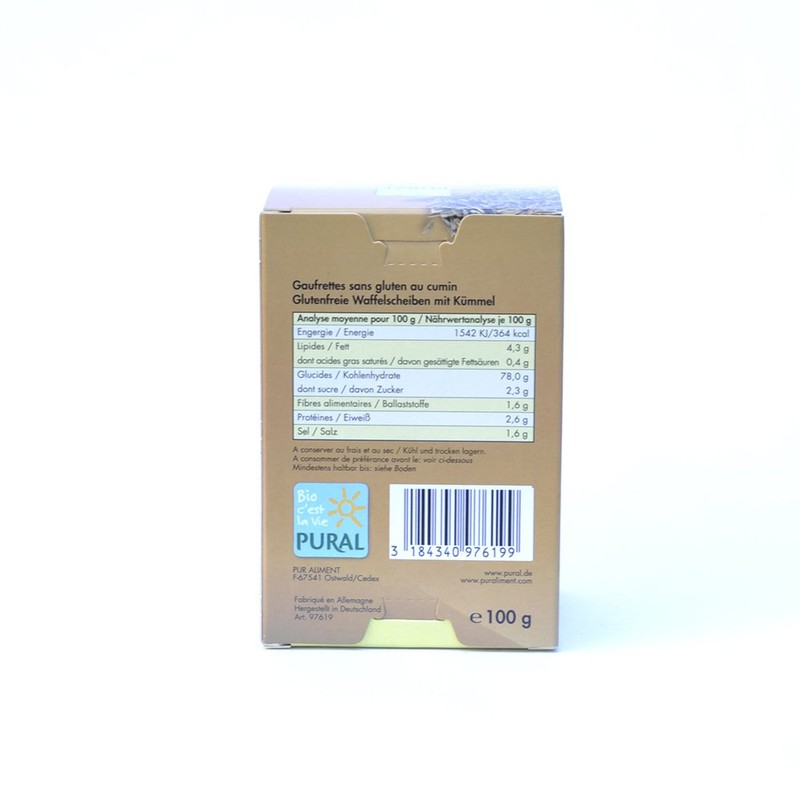 Gaufrettes sans gluten au cumin
Glutenfreie Waffelscheiben mit Kümmel
Analyse moyenne pour 100 g / Nährwertanalyse je 100 g
Engergie / Energie 1542 KJ/364 kcal
Lipides / Fett 4,3 g
dont acides gras saturés / davon gesättigte Fettsäuren 0,4 g
Glucides / Kohlenhydrate 78,0 g
dont sucre / davon Zucker 2,3 g
Fibres alimentaires / Ballaststoffe 1,6 g
Protéines / Eiweiß 2,6 g
Sel / Salz 1,6 g
A conserver au frais et au sec / Kühl und trocken lagern.
A consommer de préférance avant le: voir ci-dessous
Mindestens haltbar bis: siehe Boden
Bio
c'est
la Vie
PURAL
3 184340 976199
PUR ALIMENT
F-67541 Ostwald/Cedex
www.pural.de
www.puraliment.com
Fabriqué en Allemagne
Hergestellt in Deutschland
Art. 97619
e 100 g